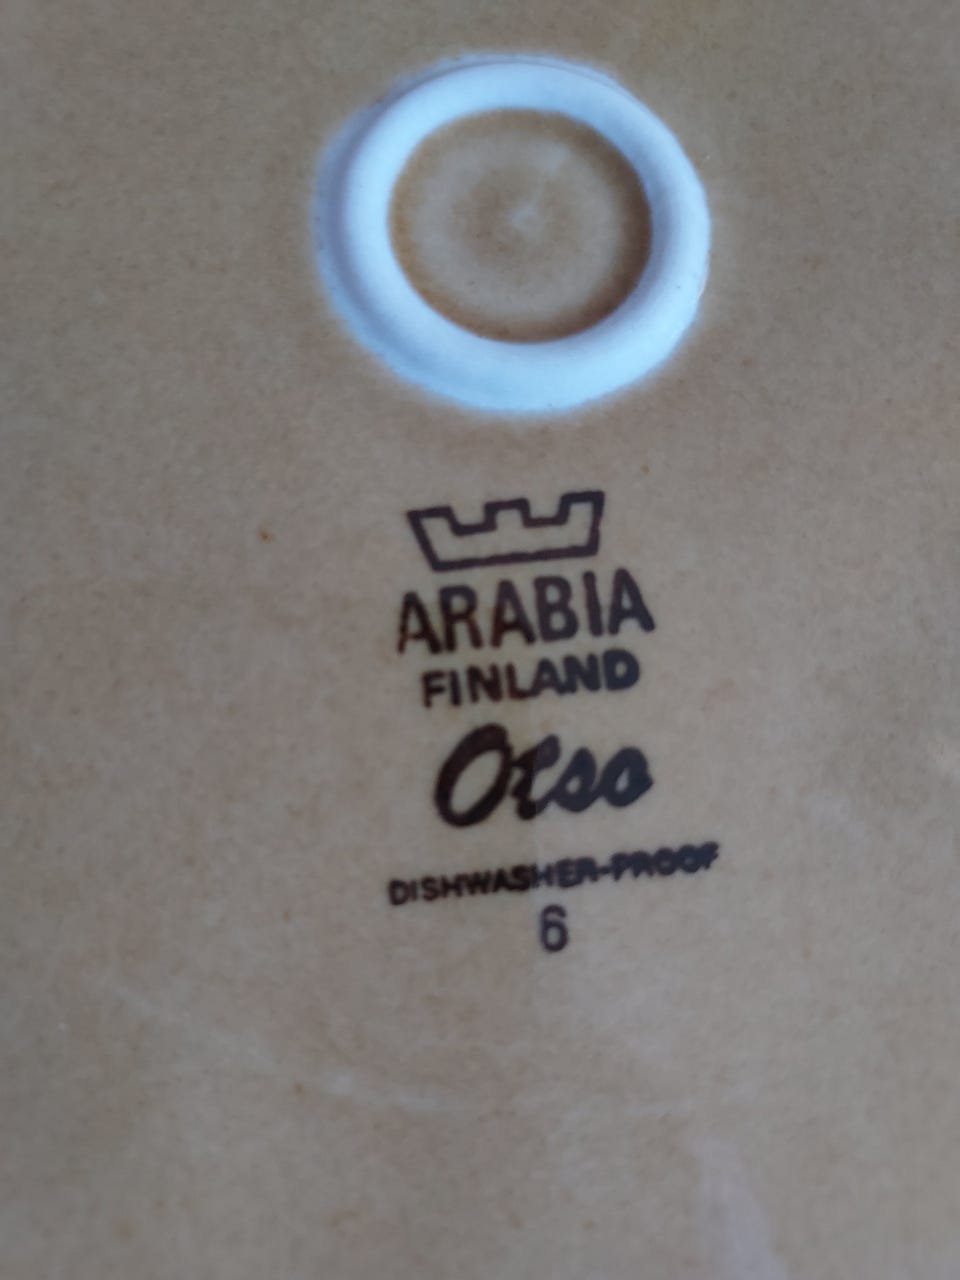 ARABIA
FINLAND
Otso
DISHWASHER-PROOF
6